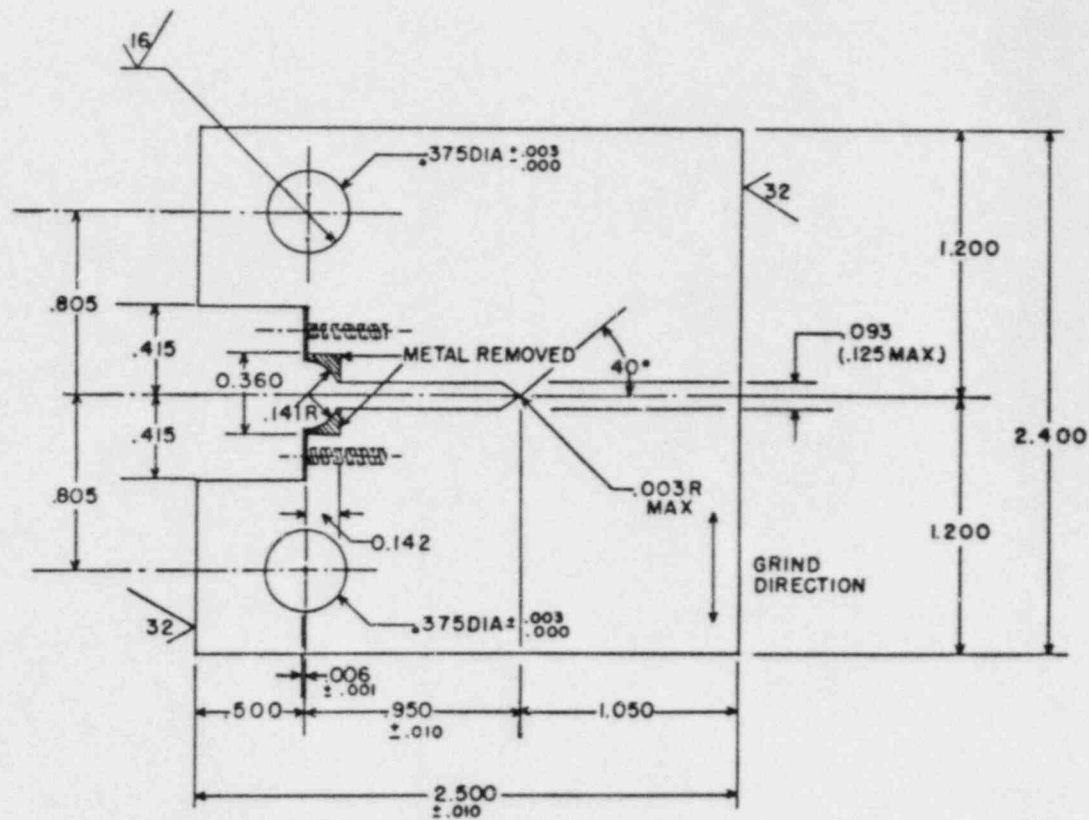 16
.375DIA ±.003
.000
32
1.200
.805
.415
METAL REMOVED
40°
.093
(.125 MAX.)
0.360
.141R
2.400
.415
.805
.003R
MAX
1.200
0.142
GRIND
DIRECTION
.375DIA ±.003
.000
32
.006
±.001
.500
.950
±.010
1.050
2.500
±.010